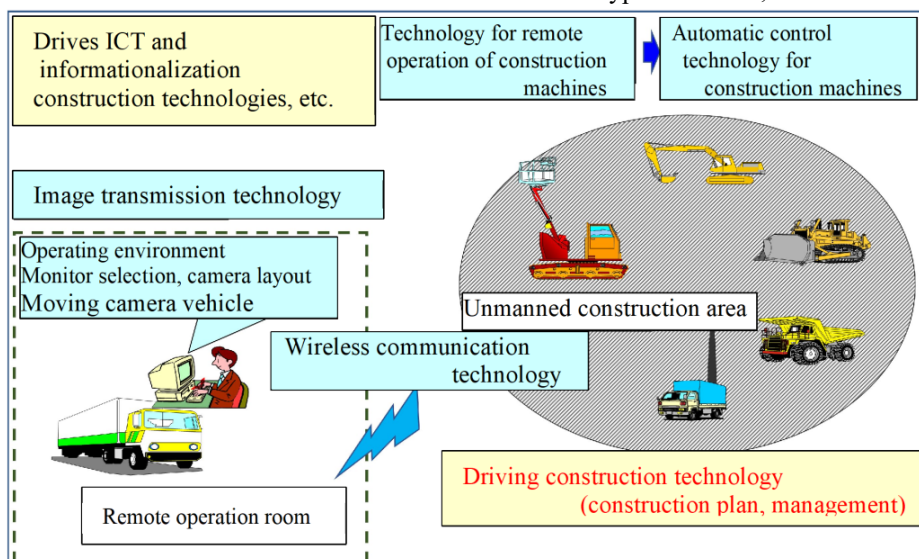 Drives ICT and
informationalization
construction technologies, etc.
Technology for remote
operation of construction
machines
Automatic control
technology for
construction machines
Image transmission technology
Operating environment
Monitor selection, camera layout
Moving camera vehicle
Unmanned construction area
Wireless communication
technology
Remote operation room
Driving construction technology
(construction plan, management)